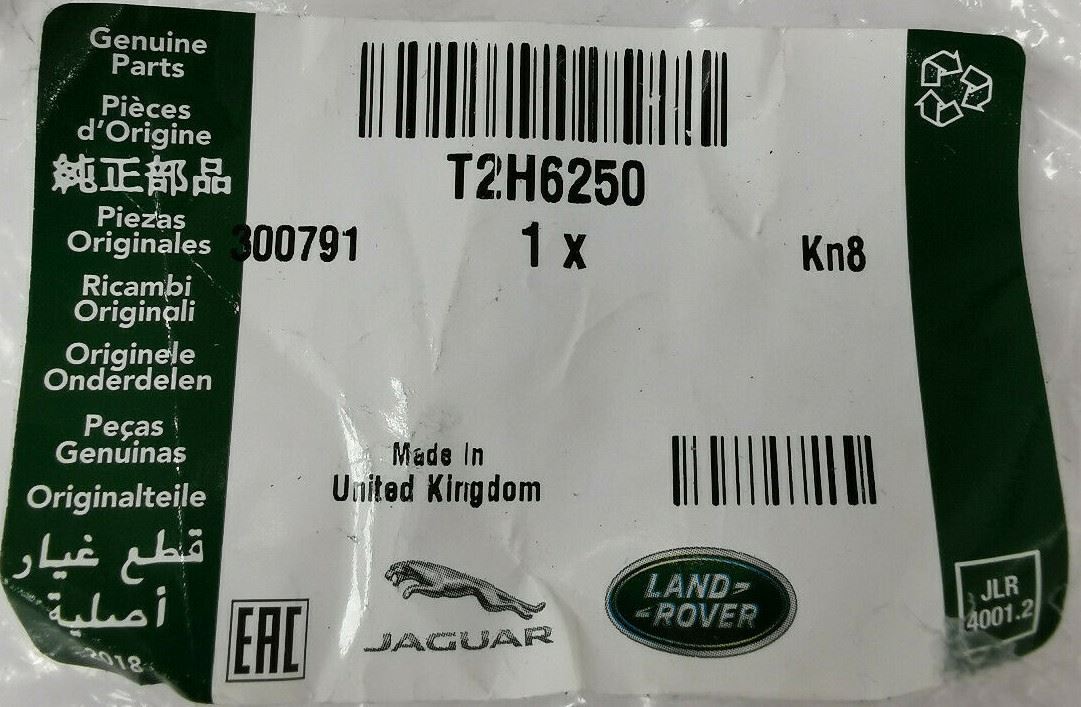 Genuine
Parts
Pièces
d'Origine
純正部品
Piezas
Originales
Ricambi
Originali
Originele
Onderdelen
Peças
Genuinas
Originalteile
قطع غيار
أصلية
2018
T2H6250
300791 1 x Kn8
Made In
United Kingdom
EAC
JAGUAR
LAND-
-ROVER
JLR
4001.2